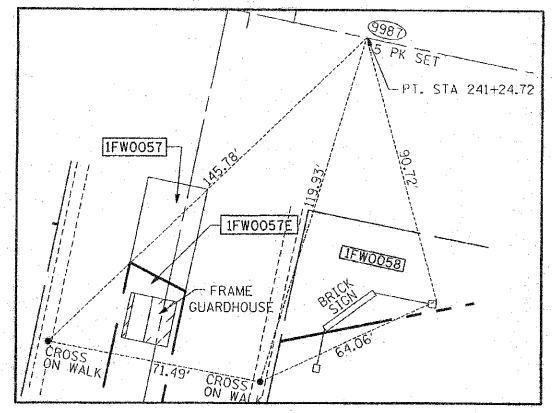 9987
5 PK SET
PT. STA 241+24.72
1FW0057
145.78'
119.93'
90.72'
1FW0057E
1FW0058
FRAME
GUARDHOUSE
BRICK
SIGN
64.06'
CROSS
ON WALK
71.49'
CROSS
ON WALK